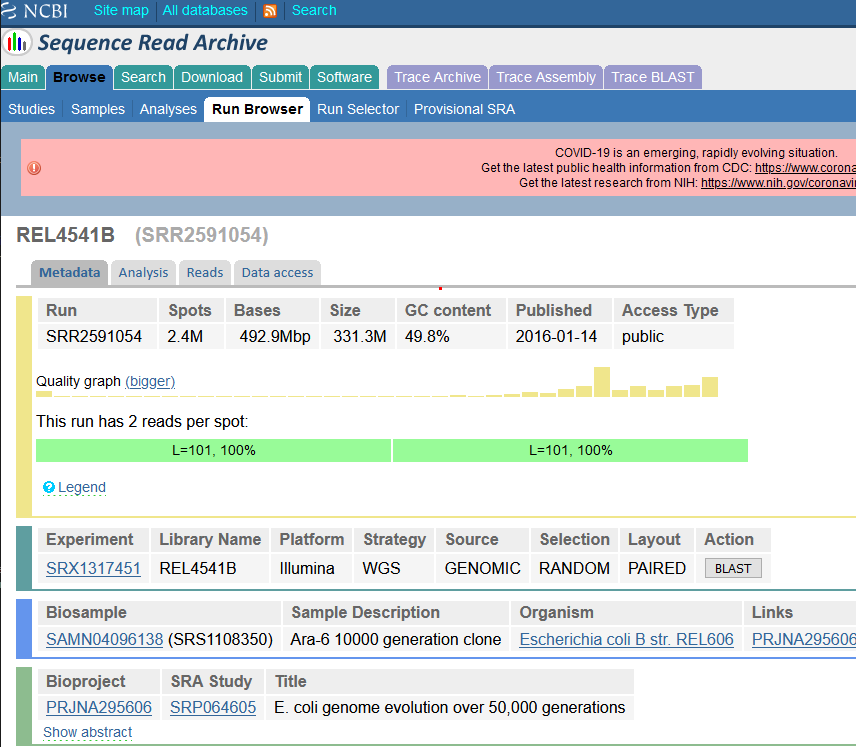 NCBI Site map All databases Search
Sequence Read Archive
Main Browse Search Download Submit Software Trace Archive Trace Assembly Trace BLAST
Studies Samples Analyses Run Browser Run Selector Provisional SRA
COVID-19 is an emerging, rapidly evolving situation.
Get the latest public health information from CDC: https://www.corona
Get the latest research from NIH: https://www.nih.gov/coronavir
REL4541B (SRR2591054)
Metadata Analysis Reads Data access
Run Spots Bases Size GC content Published Access Type
SRR2591054 2.4M 492.9Mbp 331.3M 49.8% 2016-01-14 public
Quality graph (bigger)
This run has 2 reads per spot:
L=101, 100% L=101, 100%
? Legend
Experiment Library Name Platform Strategy Source Selection Layout Action
SRX1317451 REL4541B Illumina WGS GENOMIC RANDOM PAIRED BLAST
Biosample Sample Description Organism Links
SAMN04096138 (SRS1108350) Ara-6 10000 generation clone Escherichia coli B str. REL606 PRJNA295606
Bioproject SRA Study Title
PRJNA295606 SRP064605 E. coli genome evolution over 50,000 generations
Show abstract